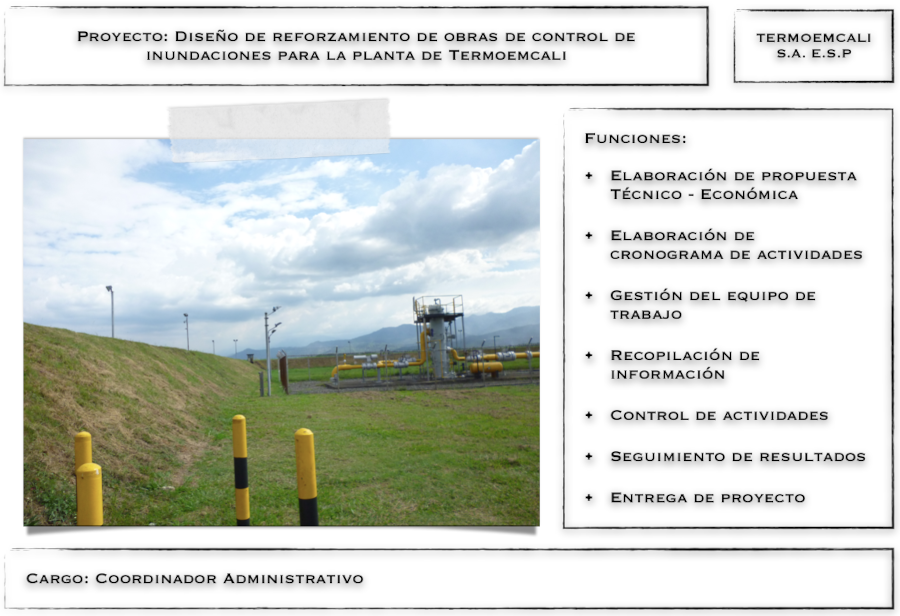 Proyecto: Diseño de reforzamiento de obras de control de
inundaciones para la planta de Termoemcali
TERMOEMCALI
S.A. E.S.P
Funciones:
+ Elaboración de propuesta
Técnico - Económica
+ Elaboración de
cronograma de actividades
+ Gestión del equipo de
trabajo
+ Recopilación de
información
+ Control de actividades
+ Seguimiento de resultados
+ Entrega de proyecto
Cargo: Coordinador Administrativo